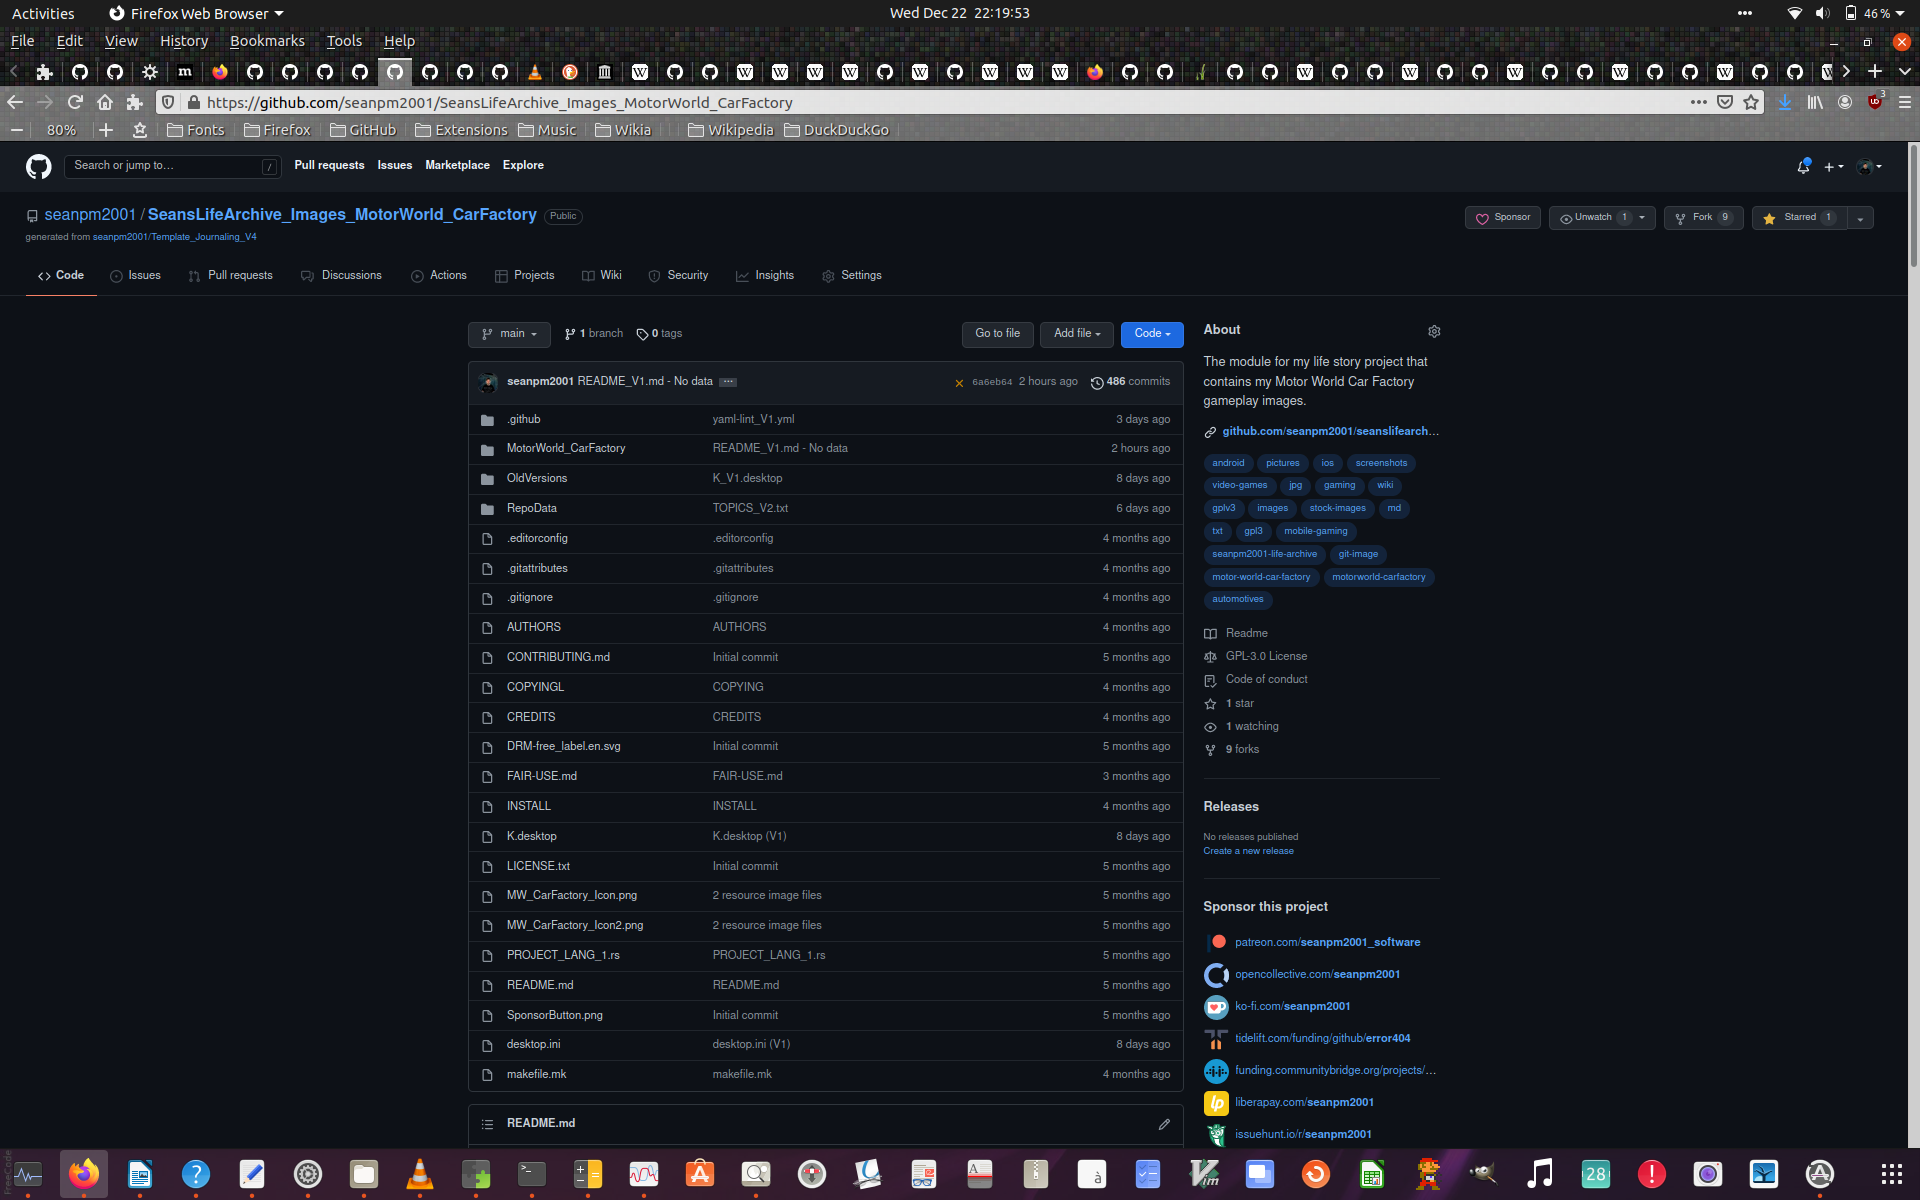 Activities Firefox Web Browser Wed Dec 22 22:19:53 46 %
File Edit View History Bookmarks Tools Help
https://github.com/seanpm2001/SeansLifeArchive_Images_MotorWorld_CarFactory
80% Fonts Firefox GitHub Extensions Music Wikia Wikipedia DuckDuckGo
Search or jump to… / Pull requests Issues Marketplace Explore
seanpm2001 / SeansLifeArchive_Images_MotorWorld_CarFactory Public Sponsor Unwatch 1 Fork 9 Starred 1
generated from seanpm2001/Template_Journaling_V4
Code Issues Pull requests Discussions Actions Projects Wiki Security Insights Settings
main 1 branch 0 tags Go to file Add file Code
seanpm2001 README_V1.md - No data ... 6a6eb64 2 hours ago 486 commits
.github yaml-lint_V1.yml 3 days ago
MotorWorld_CarFactory README_V1.md - No data 2 hours ago
OldVersions K_V1.desktop 8 days ago
RepoData TOPICS_V2.txt 6 days ago
.editorconfig .editorconfig 4 months ago
.gitattributes .gitattributes 4 months ago
.gitignore .gitignore 4 months ago
AUTHORS AUTHORS 4 months ago
CONTRIBUTING.md Initial commit 5 months ago
COPYINGL COPYING 4 months ago
CREDITS CREDITS 4 months ago
DRM-free_label.en.svg Initial commit 5 months ago
FAIR-USE.md FAIR-USE.md 3 months ago
INSTALL INSTALL 4 months ago
K.desktop K.desktop (V1) 8 days ago
LICENSE.txt Initial commit 5 months ago
MW_CarFactory_Icon.png 2 resource image files 5 months ago
MW_CarFactory_Icon2.png 2 resource image files 5 months ago
PROJECT_LANG_1.rs PROJECT_LANG_1.rs 5 months ago
README.md README.md 5 months ago
SponsorButton.png Initial commit 5 months ago
desktop.ini desktop.ini (V1) 8 days ago
makefile.mk makefile.mk 4 months ago
README.md
About
The module for my life story project that
contains my Motor World Car Factory
gameplay images.
github.com/seanpm2001/seanslifearch…
android pictures ios screenshots
video-games jpg gaming wiki
gplv3 images stock-images md
txt gpl3 mobile-gaming
seanpm2001-life-archive git-image
motor-world-car-factory motorworld-carfactory
automotives
Readme
GPL-3.0 License
Code of conduct
1 star
1 watching
9 forks
Releases
No releases published
Create a new release
Sponsor this project
patreon.com/seanpm2001_software
opencollective.com/seanpm2001
ko-fi.com/seanpm2001
tidelift.com/funding/github/error404
funding.communitybridge.org/projects/…
liberapay.com/seanpm2001
issuehunt.io/r/seanpm2001
28